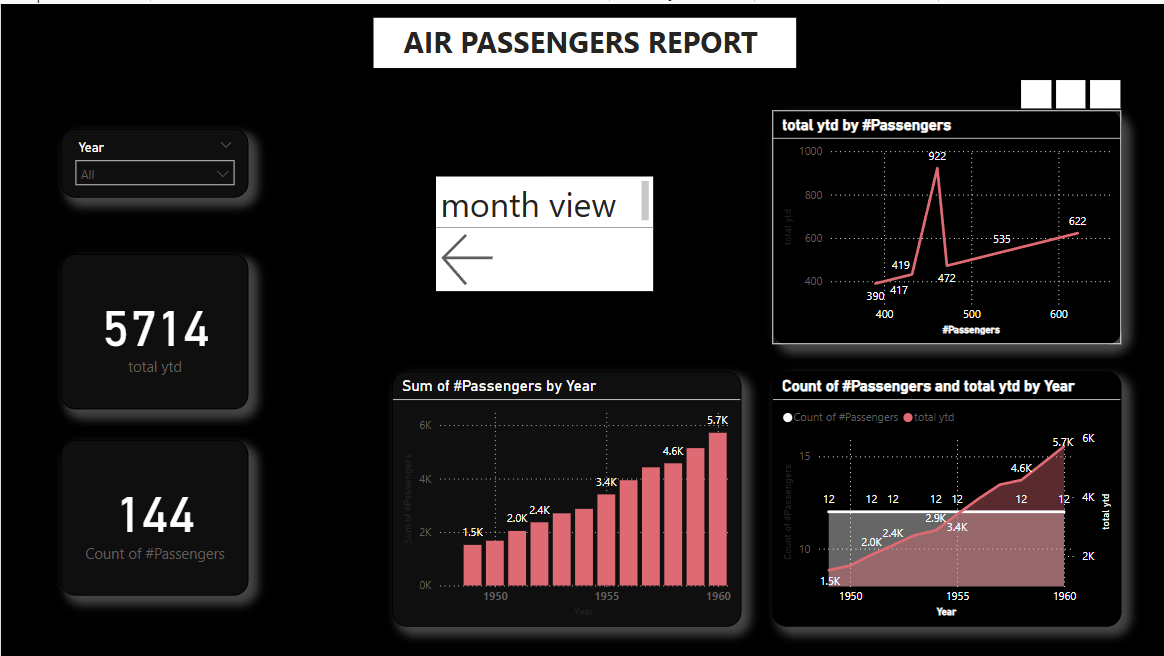 AIR PASSENGERS REPORT
Year
All
5714
total ytd
144
Count of #Passengers
month view
total ytd by #Passengers
1000
800
600
400
total ytd
922
419
417
390
472
535
622
400 500 600
#Passengers
Sum of #Passengers by Year
6K
4K
2K
0K
Sum of #Passengers
1.5K
2.0K
2.4K
3.4K
4.6K
5.7K
1950 1955 1960
Year
Count of #Passengers and total ytd by Year
Count of #Passengers total ytd
15
10
Count of #Passengers
12 12 12 12 12 12 12
1.5K
2.0K
2.4K
2.9K
3.4K
4.6K
5.7K
6K
4K
2K
total ytd
1950 1955 1960
Year